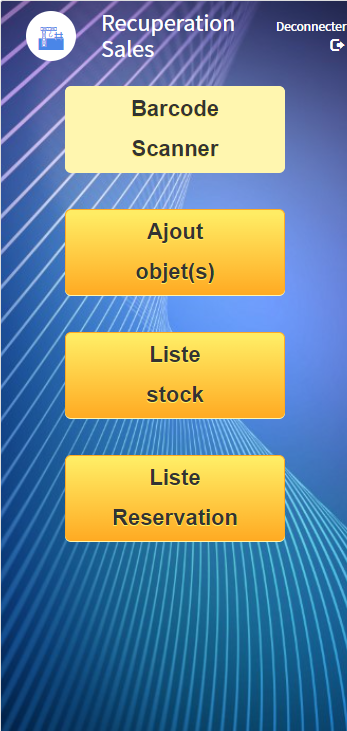 Recuperation
Sales
Deconnecter
Barcode
Scanner
Ajout
objet(s)
Liste
stock
Liste
Reservation